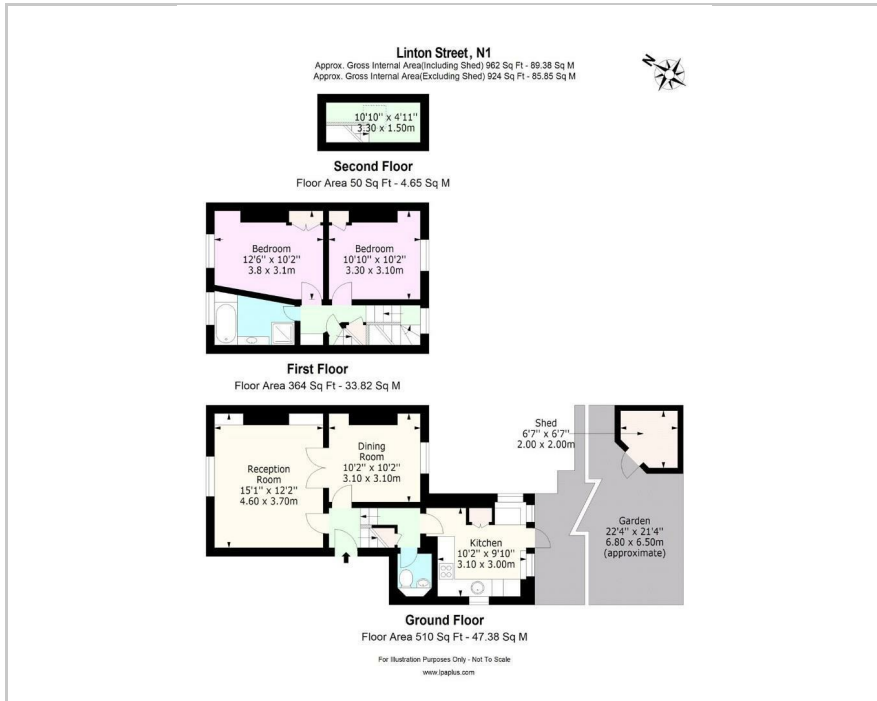 Linton Street, N1
Approx. Gross Internal Area(Including Shed) 962 Sq Ft - 89.38 Sq M
Approx. Gross Internal Area(Excluding Shed) 924 Sq Ft - 85.85 Sq M
N
10'10" x 4'11"
3.30 x 1.50m
Second Floor
Floor Area 50 Sq Ft - 4.65 Sq M
Bedroom
12'6" x 10'2"
3.8 x 3.1m
Bedroom
10'10" x 10'2"
3.30 x 3.10m
First Floor
Floor Area 364 Sq Ft - 33.82 Sq M
Reception
Room
15'1" x 12'2"
4.60 x 3.70m
Dining
Room
10'2" x 10'2"
3.10 x 3.10m
Kitchen
10'2" x 9'10"
3.10 x 3.00m
Shed
6'7" x 6'7"
2.00 x 2.00m
Garden
22'4" x 21'4"
6.80 x 6.50m
(approximate)
Ground Floor
Floor Area 510 Sq Ft - 47.38 Sq M
For Illustration Purposes Only - Not To Scale
www.lpaplus.com